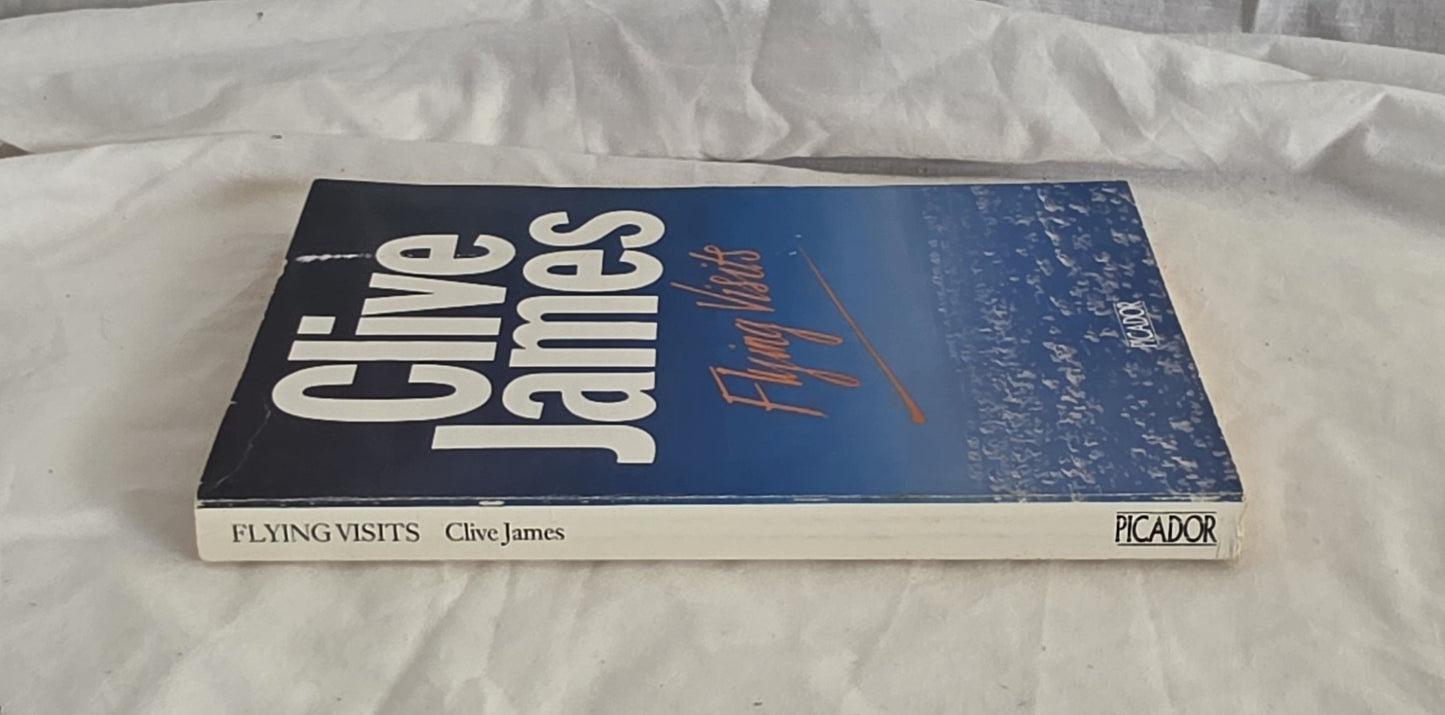 Clive
James
Flying Visits
PICADOR
FLYING VISITS Clive James PICADOR